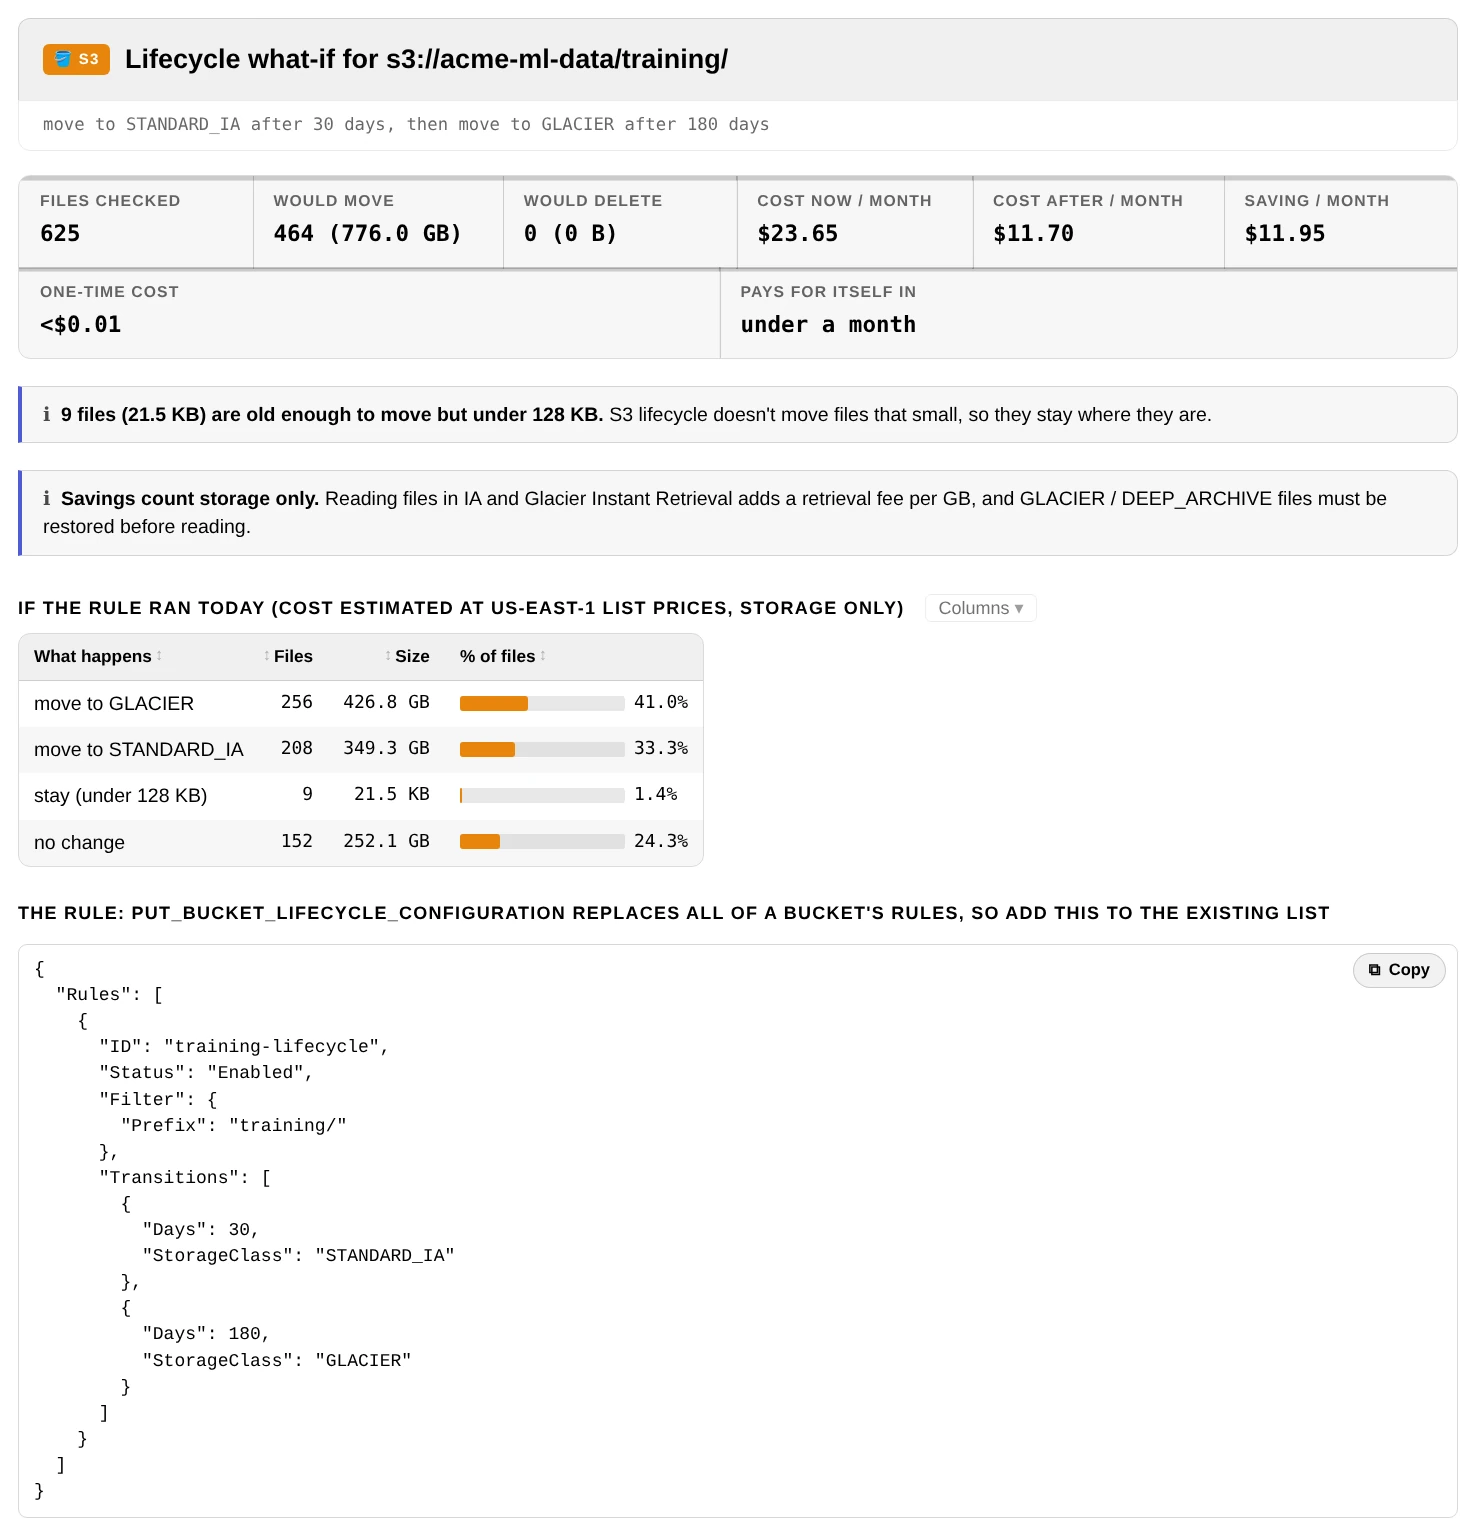 S3 Lifecycle what-if for s3://acme-ml-data/training/
move to STANDARD_IA after 30 days, then move to GLACIER after 180 days
FILES CHECKED WOULD MOVE WOULD DELETE COST NOW / MONTH COST AFTER / MONTH SAVING / MONTH
625 464 (776.0 GB) 0 (0 B) $23.65 $11.70 $11.95
ONE-TIME COST PAYS FOR ITSELF IN
<$0.01 under a month
ℹ 9 files (21.5 KB) are old enough to move but under 128 KB. S3 lifecycle doesn't move files that small, so they stay where they are.
ℹ Savings count storage only. Reading files in IA and Glacier Instant Retrieval adds a retrieval fee per GB, and GLACIER / DEEP_ARCHIVE files must be
restored before reading.
IF THE RULE RAN TODAY (COST ESTIMATED AT US-EAST-1 LIST PRICES, STORAGE ONLY) Columns ▾
What happens ↕ ↕ Files ↕ Size % of files ↕
move to GLACIER 256 426.8 GB 41.0%
move to STANDARD_IA 208 349.3 GB 33.3%
stay (under 128 KB) 9 21.5 KB 1.4%
no change 152 252.1 GB 24.3%
THE RULE: PUT_BUCKET_LIFECYCLE_CONFIGURATION REPLACES ALL OF A BUCKET'S RULES, SO ADD THIS TO THE EXISTING LIST
⧉ Copy
{
  "Rules": [
    {
      "ID": "training-lifecycle",
      "Status": "Enabled",
      "Filter": {
        "Prefix": "training/"
      },
      "Transitions": [
        {
          "Days": 30,
          "StorageClass": "STANDARD_IA"
        },
        {
          "Days": 180,
          "StorageClass": "GLACIER"
        }
      ]
    }
  ]
}